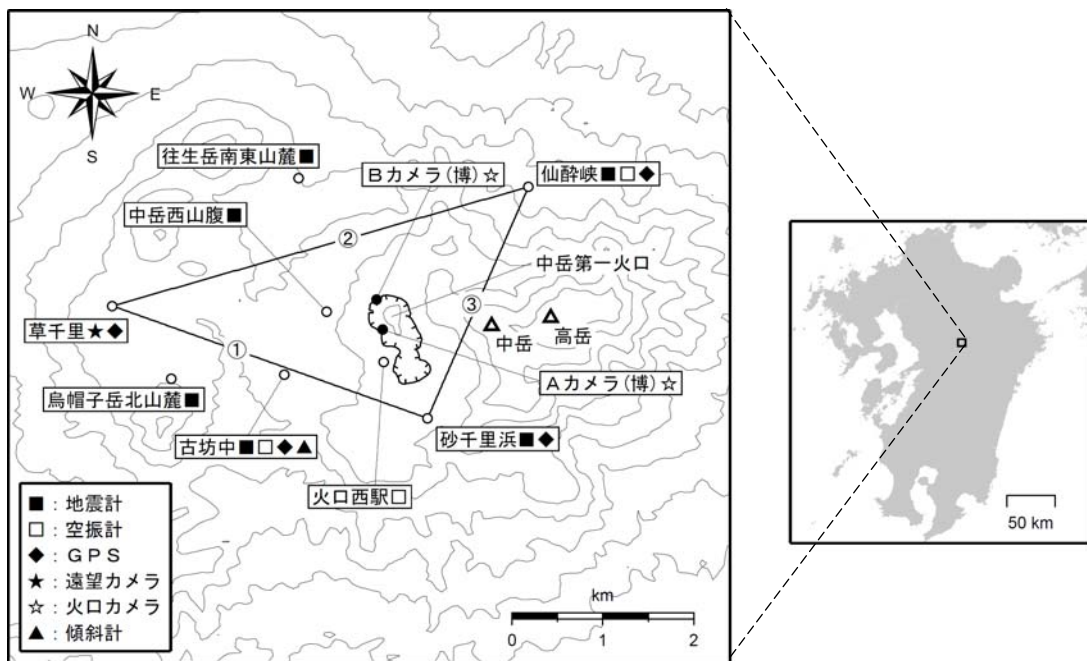 N
W
E
S
往生岳南東山麓■
Bカメラ(博)☆
仙酔峡■□◆
中岳西山腹■
②
中岳第一火口
③
草千里★◆
中岳
高岳
①
烏帽子岳北山麓■
Aカメラ(博)☆
古坊中■□◆▲
砂千里浜■◆
火口西駅□
■:地震計
□:空振計
◆:GPS
★:遠望カメラ
☆:火口カメラ
▲:傾斜計
km
0 1 2
50 km